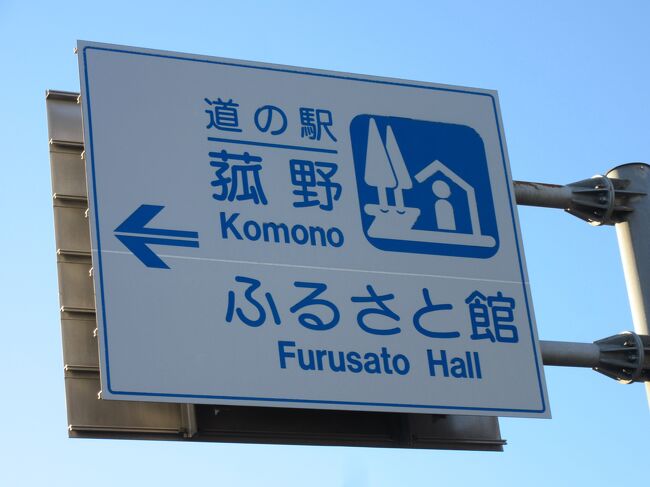 道の駅
菰野
Komono
ふるさと館
Furusato Hall